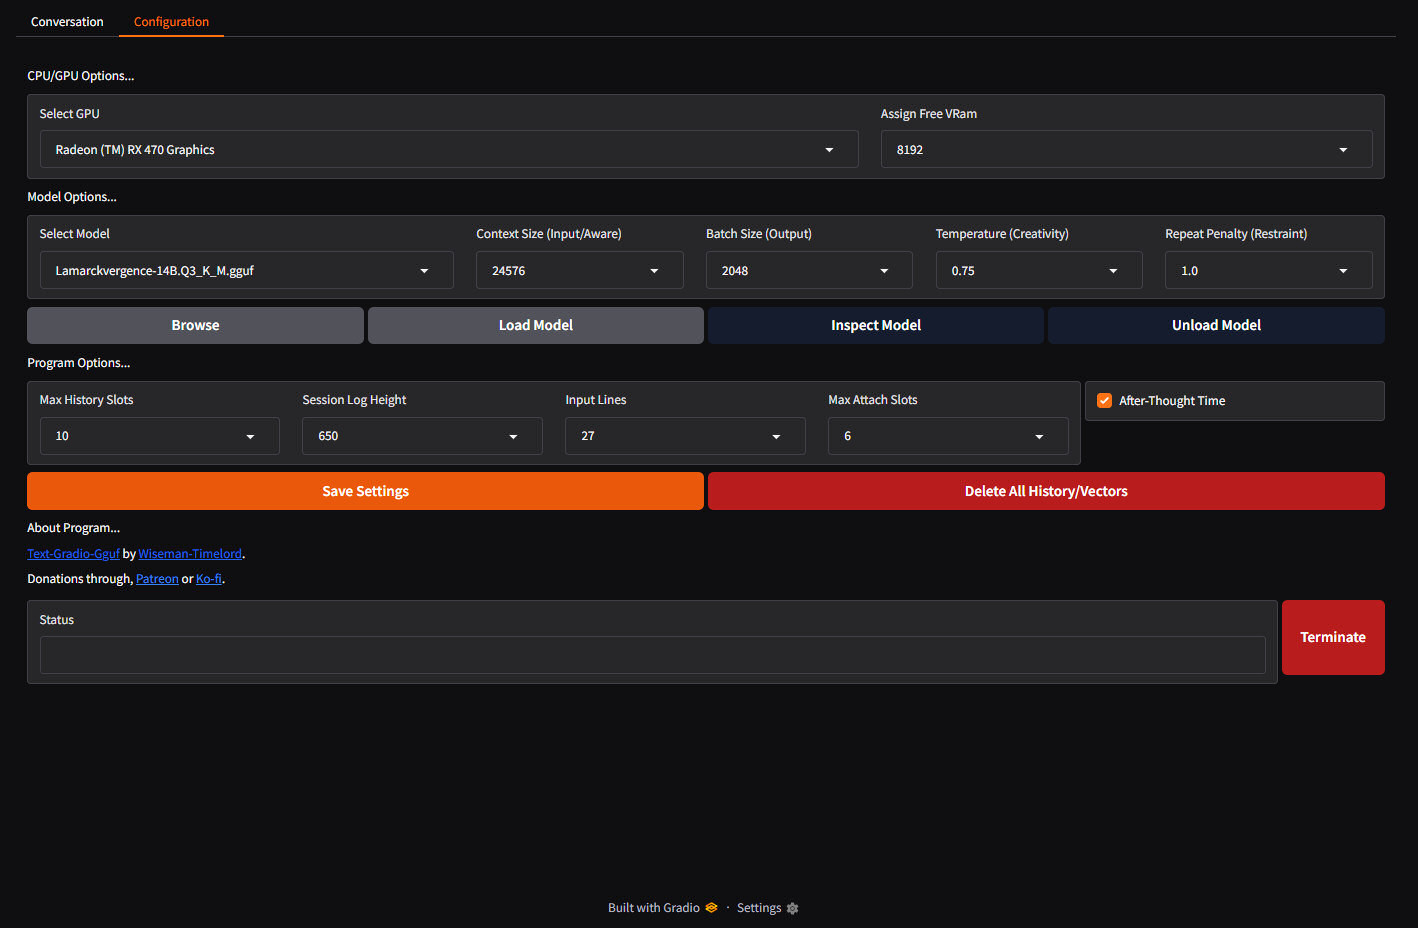 Conversation Configuration
CPU/GPU Options...
Select GPU Assign Free VRam
Radeon (TM) RX 470 Graphics 8192
Model Options...
Select Model Context Size (Input/Aware) Batch Size (Output) Temperature (Creativity) Repeat Penalty (Restraint)
Lamarckvergence-14B.Q3_K_M.gguf 24576 2048 0.75 1.0
Browse Load Model Inspect Model Unload Model
Program Options...
Max History Slots Session Log Height Input Lines Max Attach Slots After-Thought Time
10 650 27 6
Save Settings Delete All History/Vectors
About Program...
Text-Gradio-Gguf by Wiseman-Timelord.
Donations through, Patreon or Ko-fi.
Status
Terminate
Built with Gradio · Settings